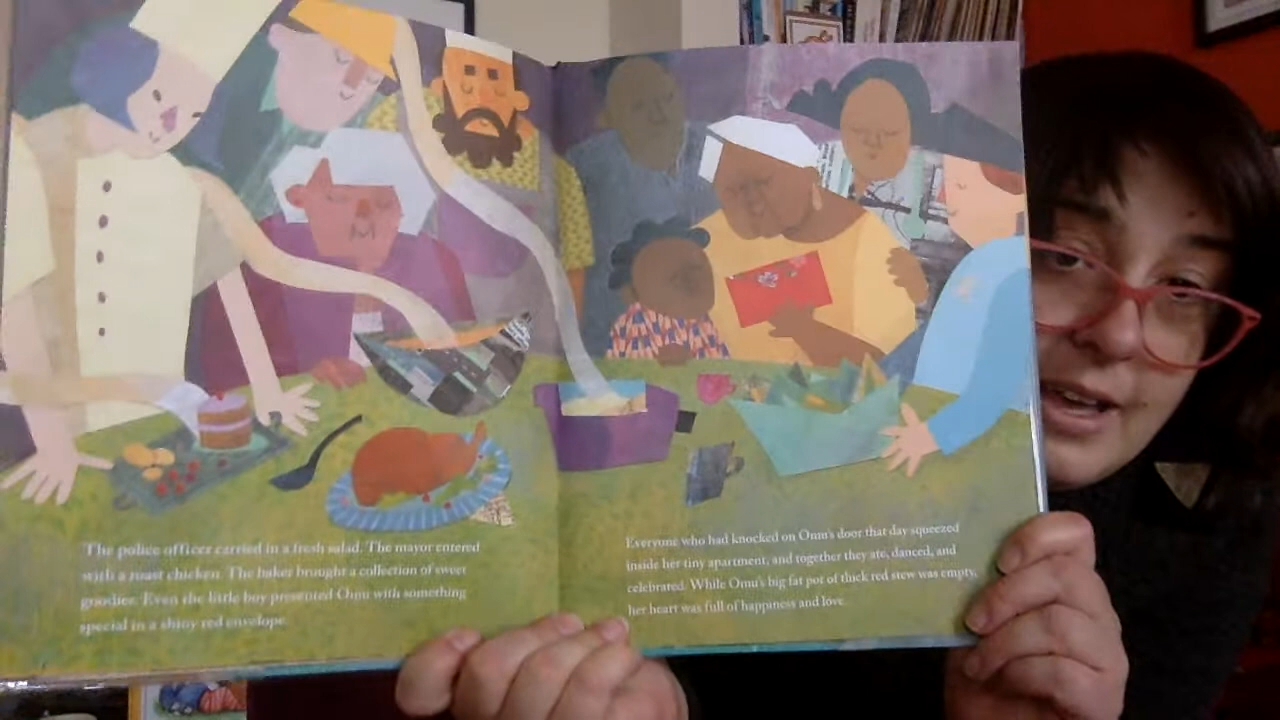 The police officer carried in a fresh salad. The mayor entered
with a roast chicken. The baker brought a collection of sweet
goodies. Even the little boy presented Omu with something
special in a shiny red envelope.
Everyone who had knocked on Omu's door that day squeezed
inside her tiny apartment, and together they ate, danced, and
celebrated. While Omu's big fat pot of thick red stew was empty,
her heart was full of happiness and love.